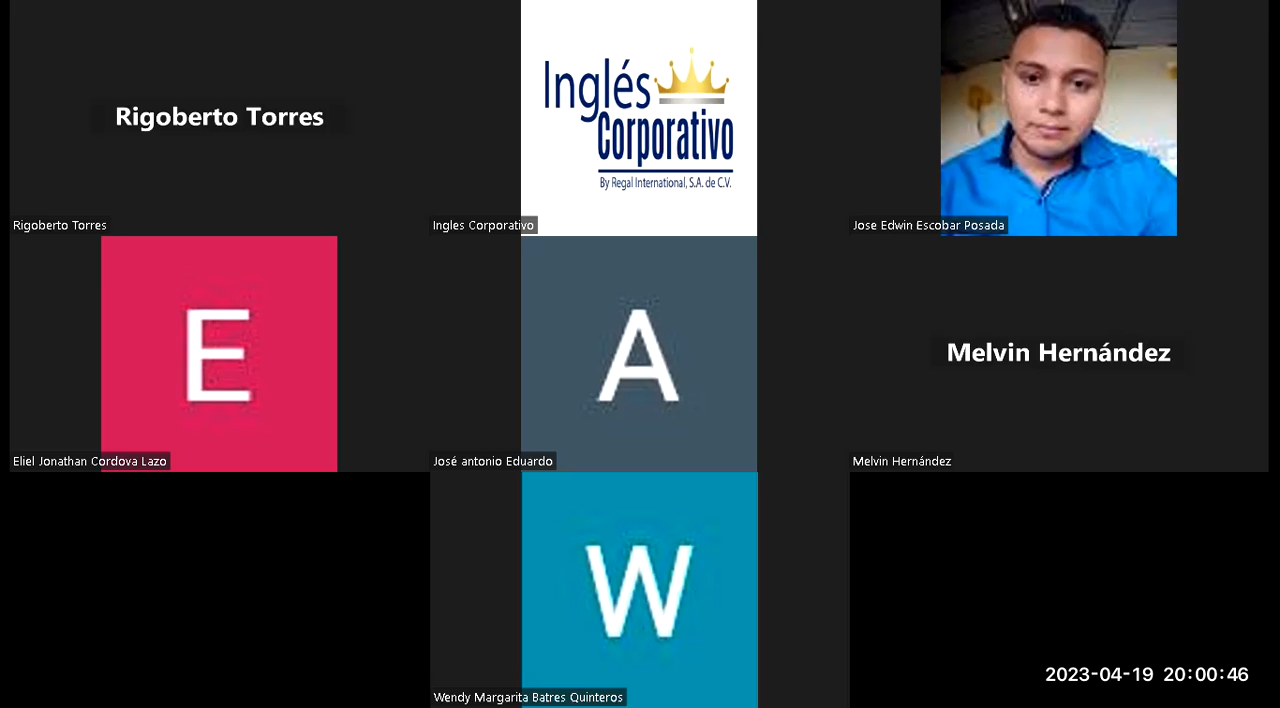 Rigoberto Torres
Rigoberto Torres
Inglés
Corporativo
By Regal International, S.A. de C.V.
Ingles Corporativo
Jose Edwin Escobar Posada
E
Eliel Jonathan Cordova Lazo
A
José antonio Eduardo
Melvin Hernández
Melvin Hernández
W
Wendy Margarita Batres Quinteros
2023-04-19 20:00:46